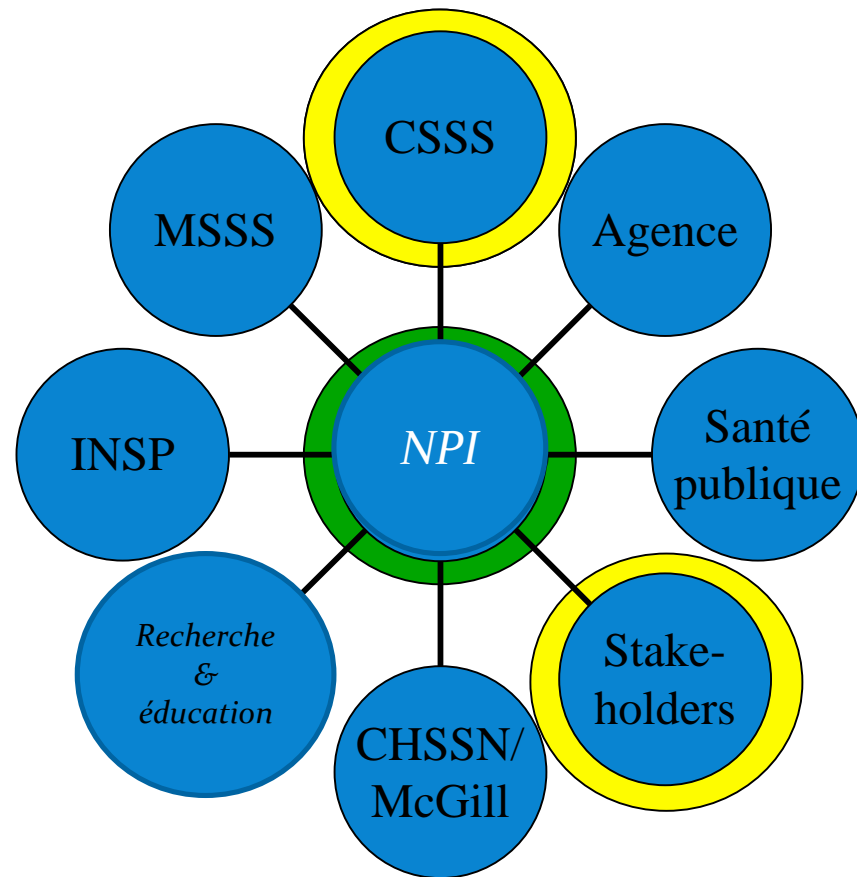 CSSS
MSSS
Agence
NPI
INSP
Santé
publique
Recherche
&
éducation
Stake-
holders
CHSSN/
McGill